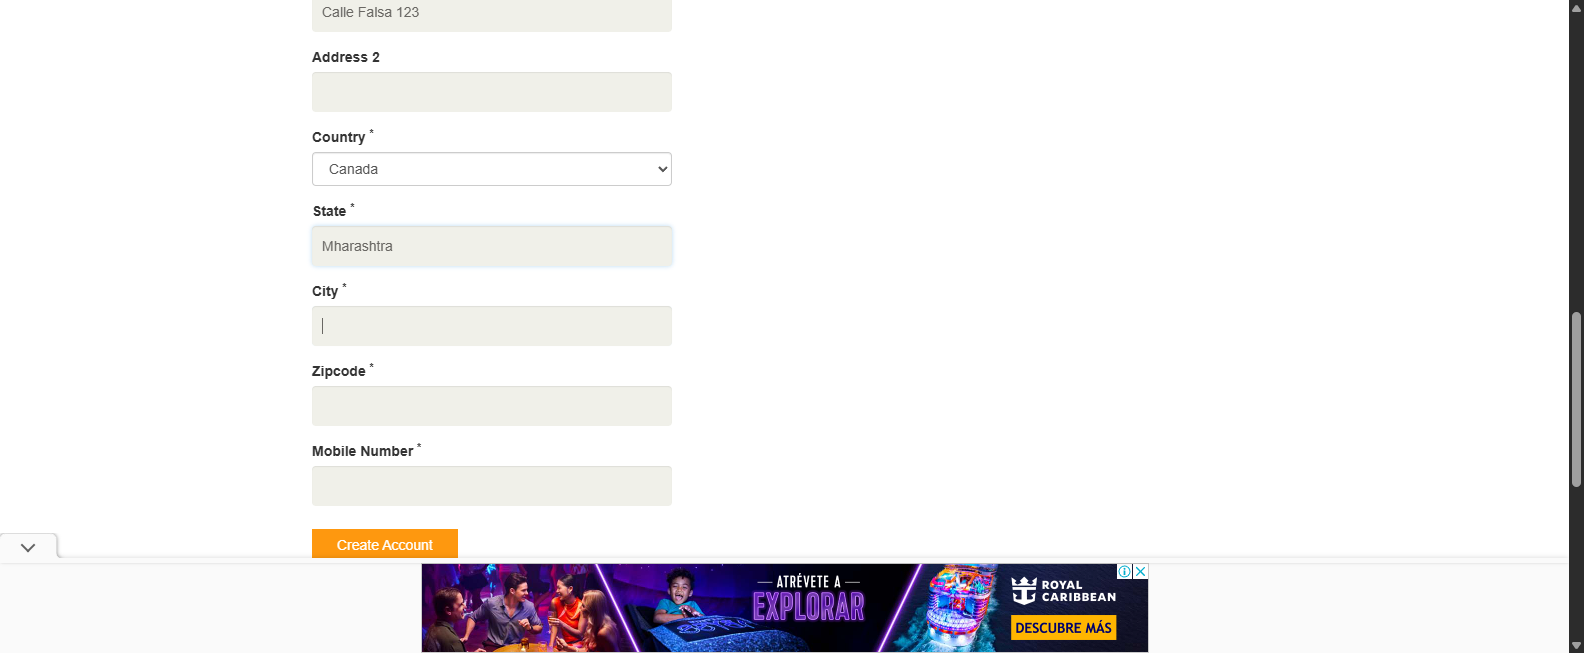 Calle Falsa 123
Address 2
Country *
Canada
State *
Mharashtra
City *
Zipcode *
Mobile Number *
Create Account
ATRÉVETE A
EXPLORAR
ROYAL
CARIBBEAN
DESCUBRE MÁS